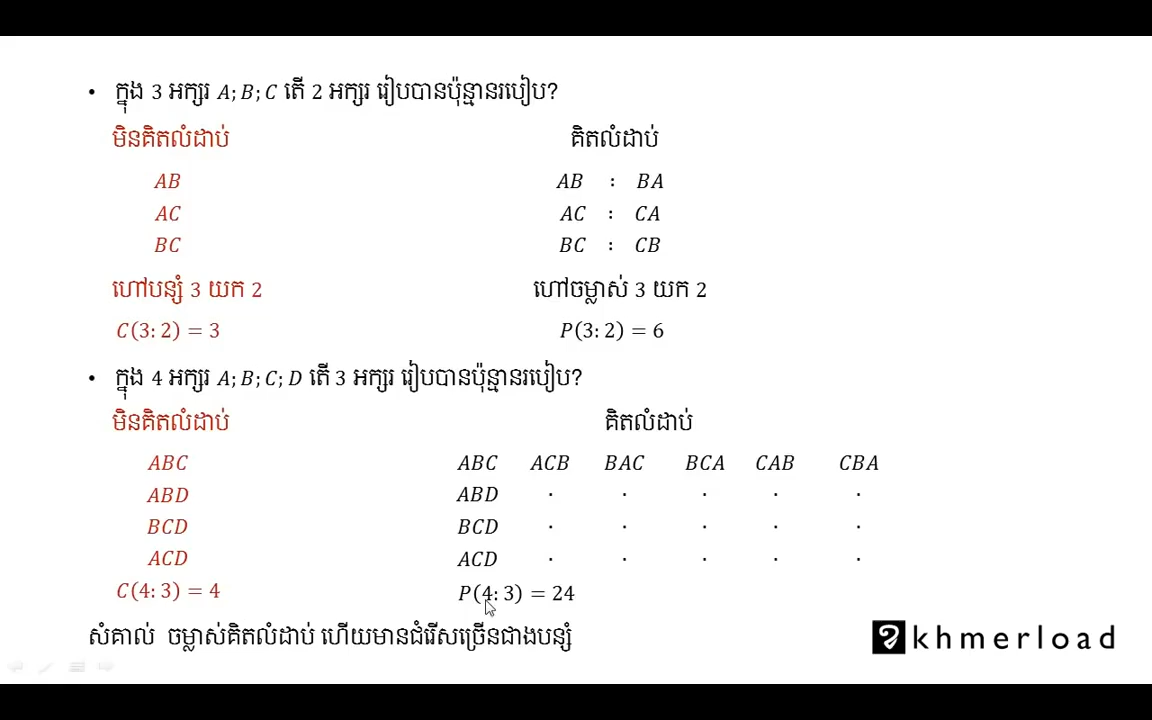 • ក្នុង 3 អក្សរ A; B; C តើ 2 អក្សរ រៀបបានប៉ុន្មានរបៀប?
មិនគិតលំដាប់ គិតលំដាប់
AB AB : BA
AC AC : CA
BC BC : CB
ហៅបន្សំ 3 យក 2 ហៅចម្លាស់ 3 យក 2
C(3: 2) = 3 P(3: 2) = 6
• ក្នុង 4 អក្សរ A; B; C; D តើ 3 អក្សរ រៀបបានប៉ុន្មានរបៀប?
មិនគិតលំដាប់ គិតលំដាប់
ABC ABC ACB BAC BCA CAB CBA
ABD ABD · · · · ·
BCD BCD · · · · ·
ACD ACD · · · · ·
C(4: 3) = 4 P(4: 3) = 24
សំគាល់ ចម្លាស់គិតលំដាប់ ហើយមានជំរើសច្រើនជាងបន្សំ
khmerload